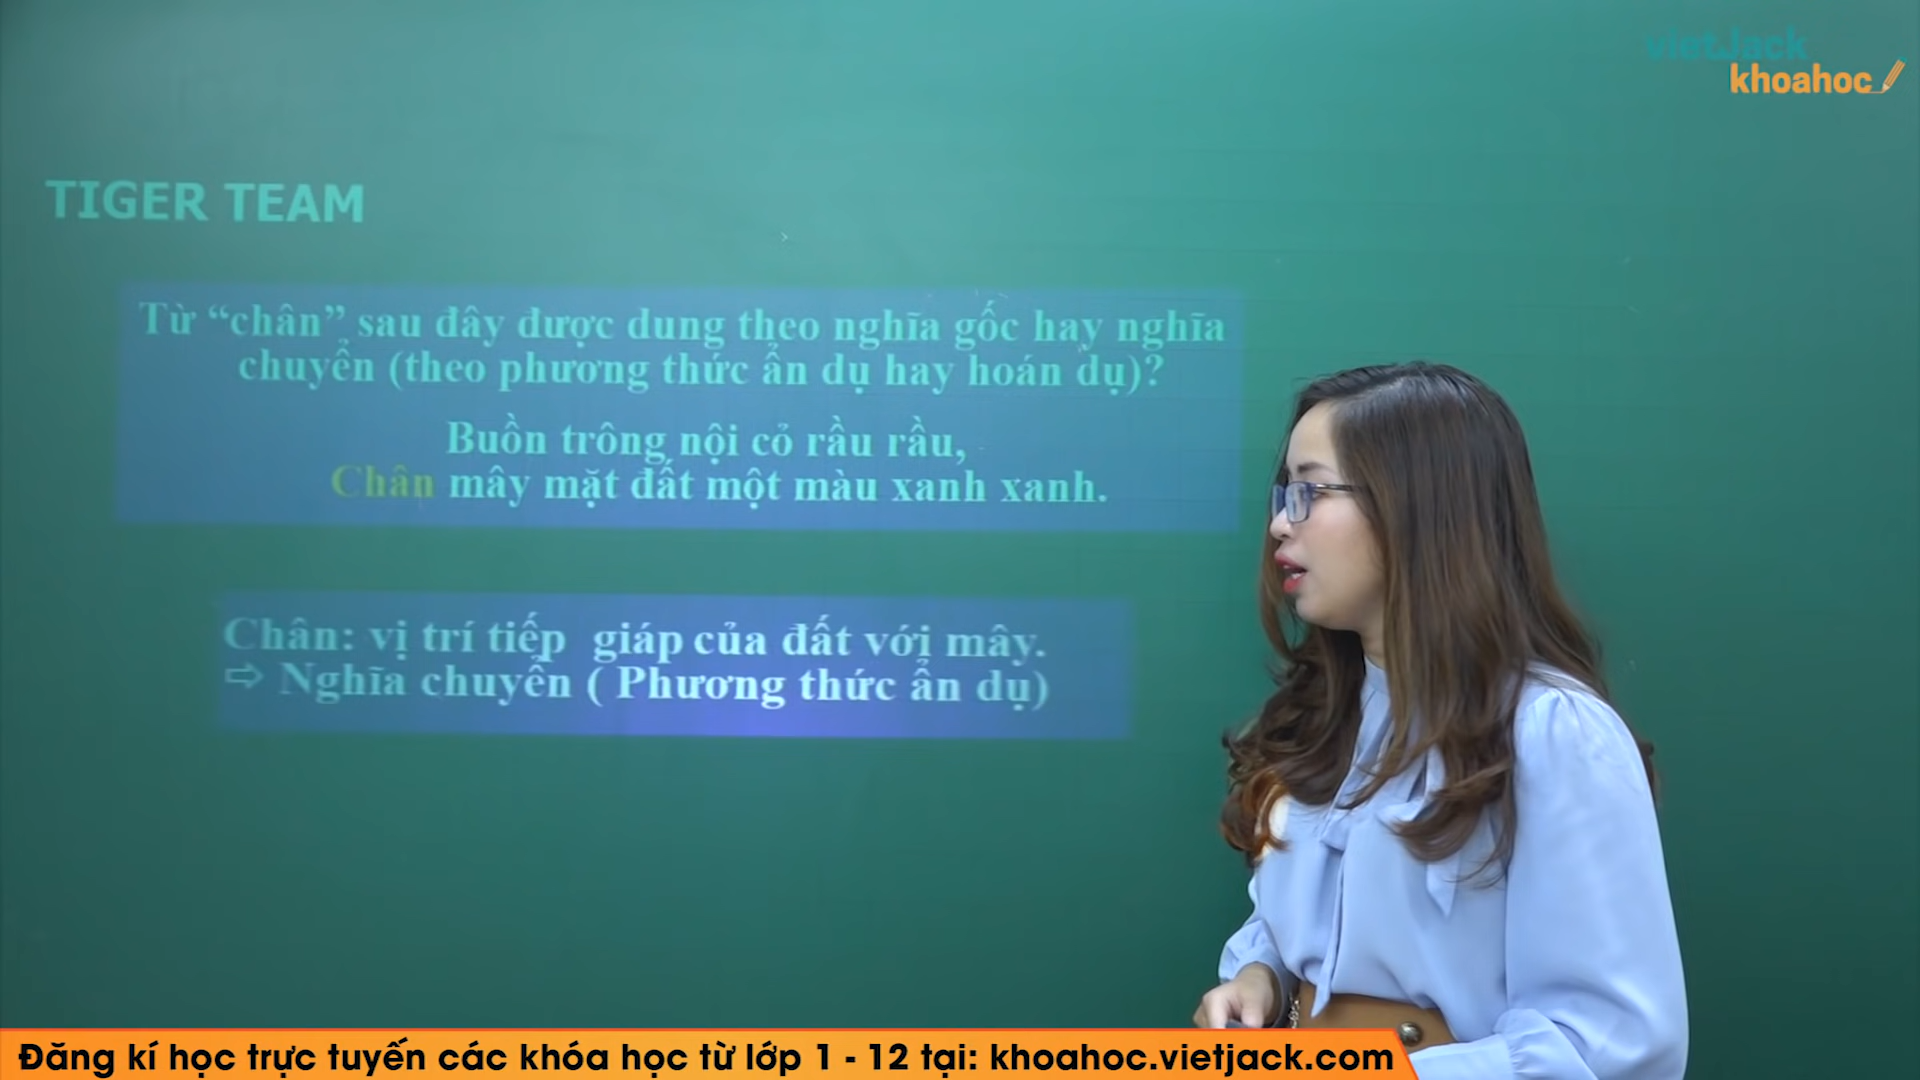 vietJack
khoahoc
TIGER TEAM
Từ “chân” sau đây được dung theo nghĩa gốc hay nghĩa
chuyển (theo phương thức ẩn dụ hay hoán dụ)?
Buồn trông nội cỏ rầu rầu,
Chân mây mặt đất một màu xanh xanh.
Chân: vị trí tiếp giáp của đất với mây.
⇨ Nghĩa chuyển ( Phương thức ẩn dụ)
Đăng kí học trực tuyến các khóa học từ lớp 1 - 12 tại: khoahoc.vietjack.com